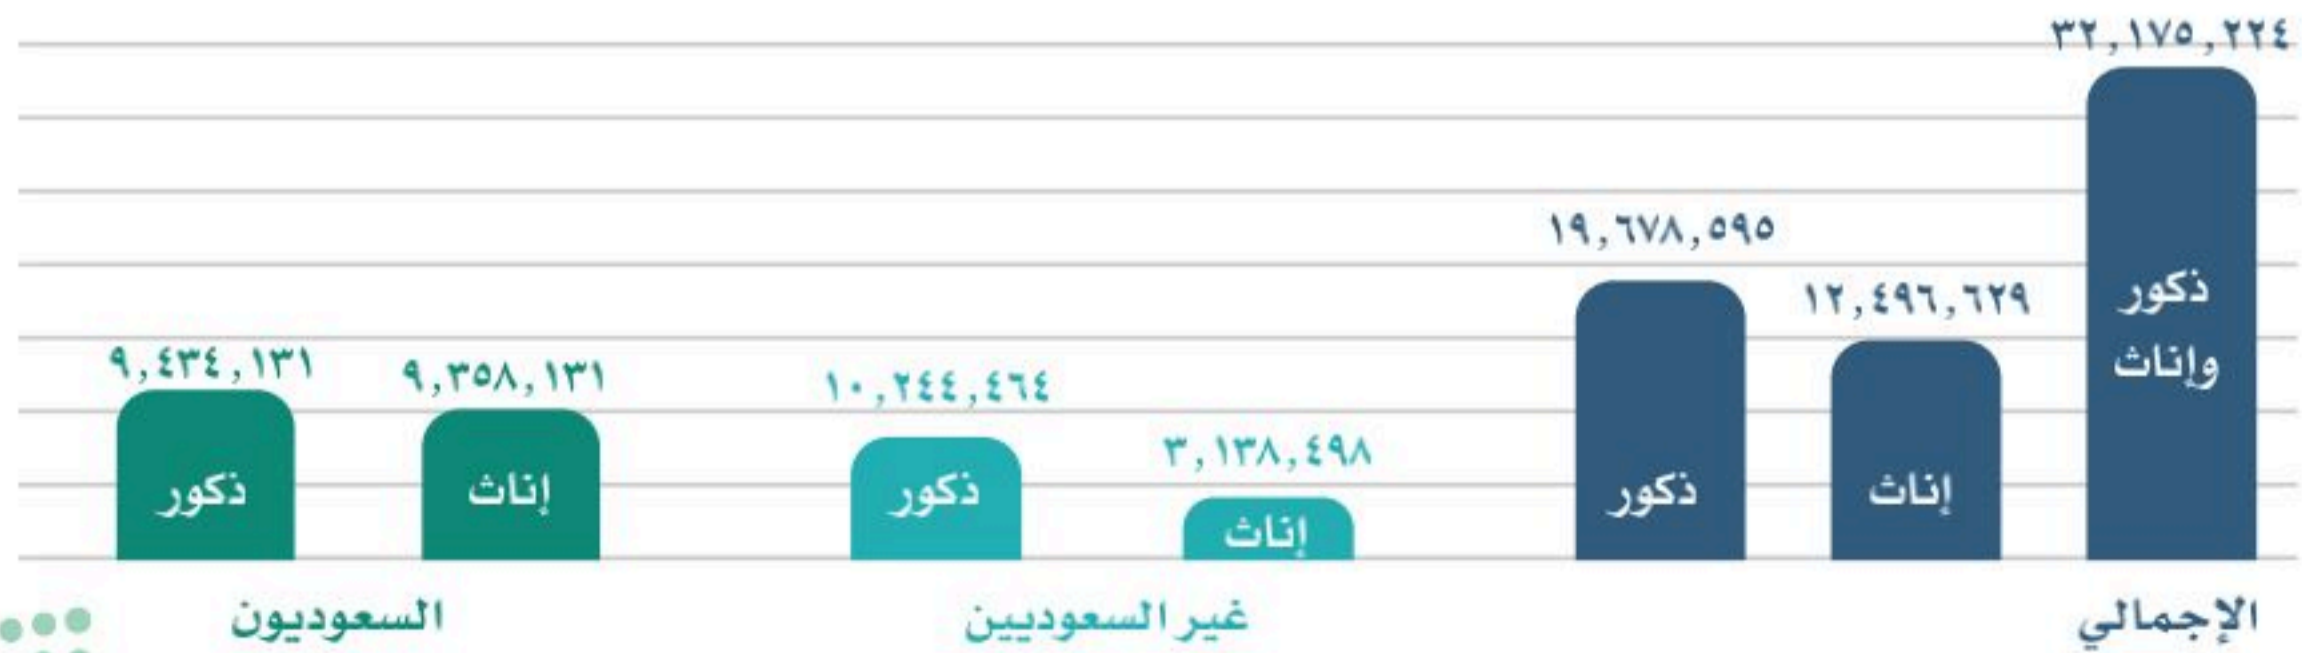 ٣٢,١٧٥,٢٢٤
ذكور
وإناث
١٢,٤٩٦,٦٢٩
إناث
١٩,٦٧٨,٥٩٥
ذكور
الإجمالي
٣,١٣٨,٤٩٨
إناث
١٠,٢٤٤,٤٦٤
ذكور
غير السعوديين
٩,٣٥٨,١٣١
إناث
٩,٤٣٤,١٣١
ذكور
السعوديون